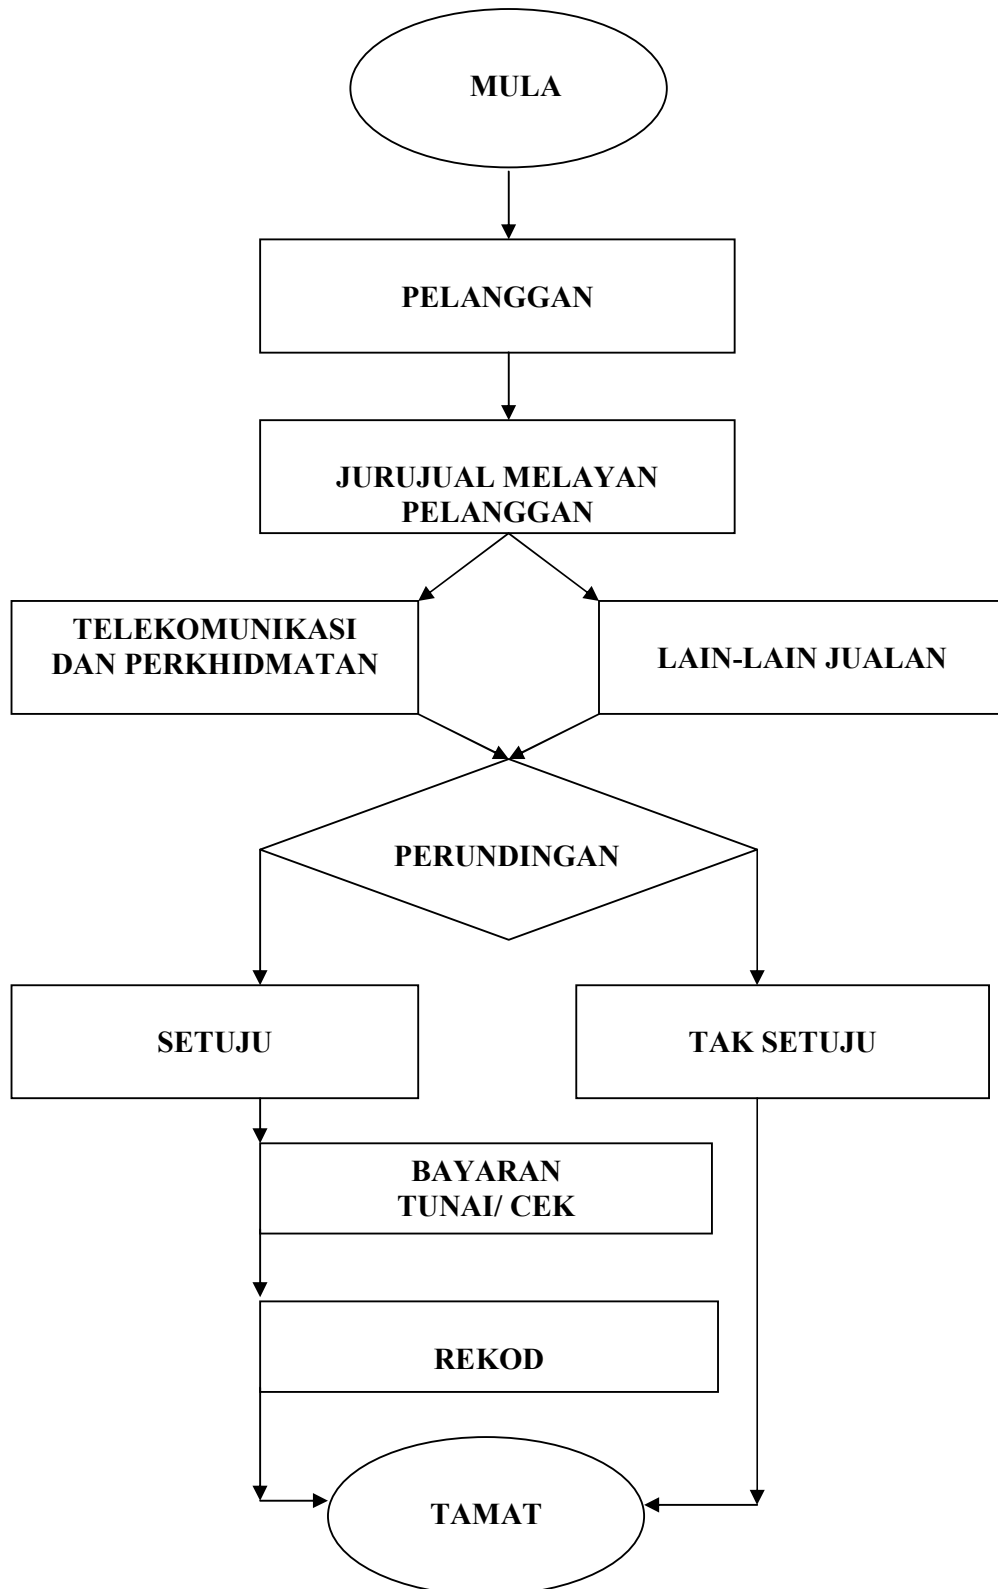 MULA
PELANGGAN
JURUJUAL MELAYAN
PELANGGAN
TELEKOMUNIKASI
DAN PERKHIDMATAN
LAIN-LAIN JUALAN
PERUNDINGAN
SETUJU
TAK SETUJU
BAYARAN
TUNAI/ CEK
REKOD
TAMAT